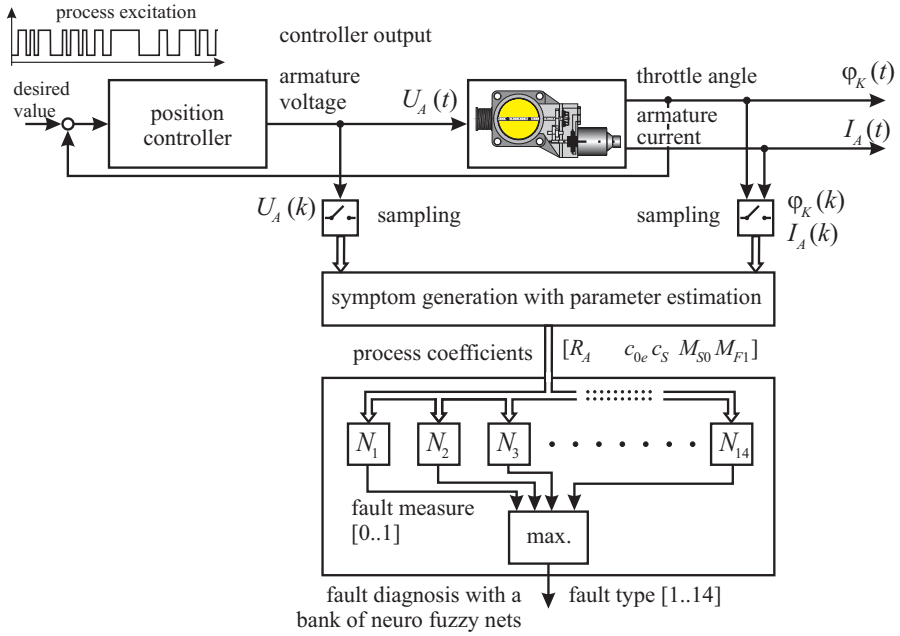 process excitation
controller output
desired
value
position
controller
armature
voltage
U_A(t)
throttle angle
armature
current
φ_K(t)
I_A(t)
U_A(k)
sampling
sampling
φ_K(k)
I_A(k)
symptom generation with parameter estimation
process coefficients
[R_A c_0e c_S M_S0 M_F1]
N_1
N_2
N_3
N_14
fault measure
[0..1]
max.
fault diagnosis with a
bank of neuro fuzzy nets
fault type [1..14]